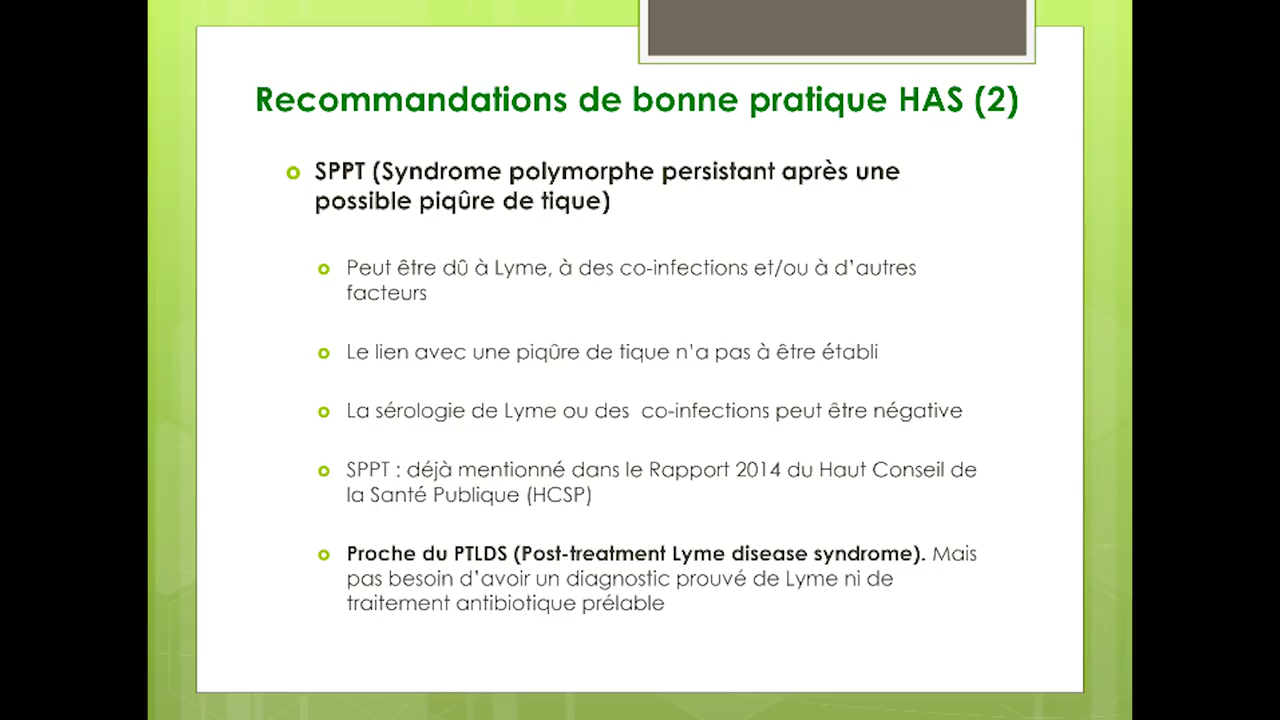 Recommandations de bonne pratique HAS (2)
SPPT (Syndrome polymorphe persistant après une
possible piqûre de tique)
Peut être dû à Lyme, à des co-infections et/ou à d'autres
facteurs
Le lien avec une piqûre de tique n'a pas à être établi
La sérologie de Lyme ou des  co-infections peut être négative
SPPT : déjà mentionné dans le Rapport 2014 du Haut Conseil de
la Santé Publique (HCSP)
Proche du PTLDS (Post-treatment Lyme disease syndrome). Mais
pas besoin d'avoir un diagnostic prouvé de Lyme ni de
traitement antibiotique prélable